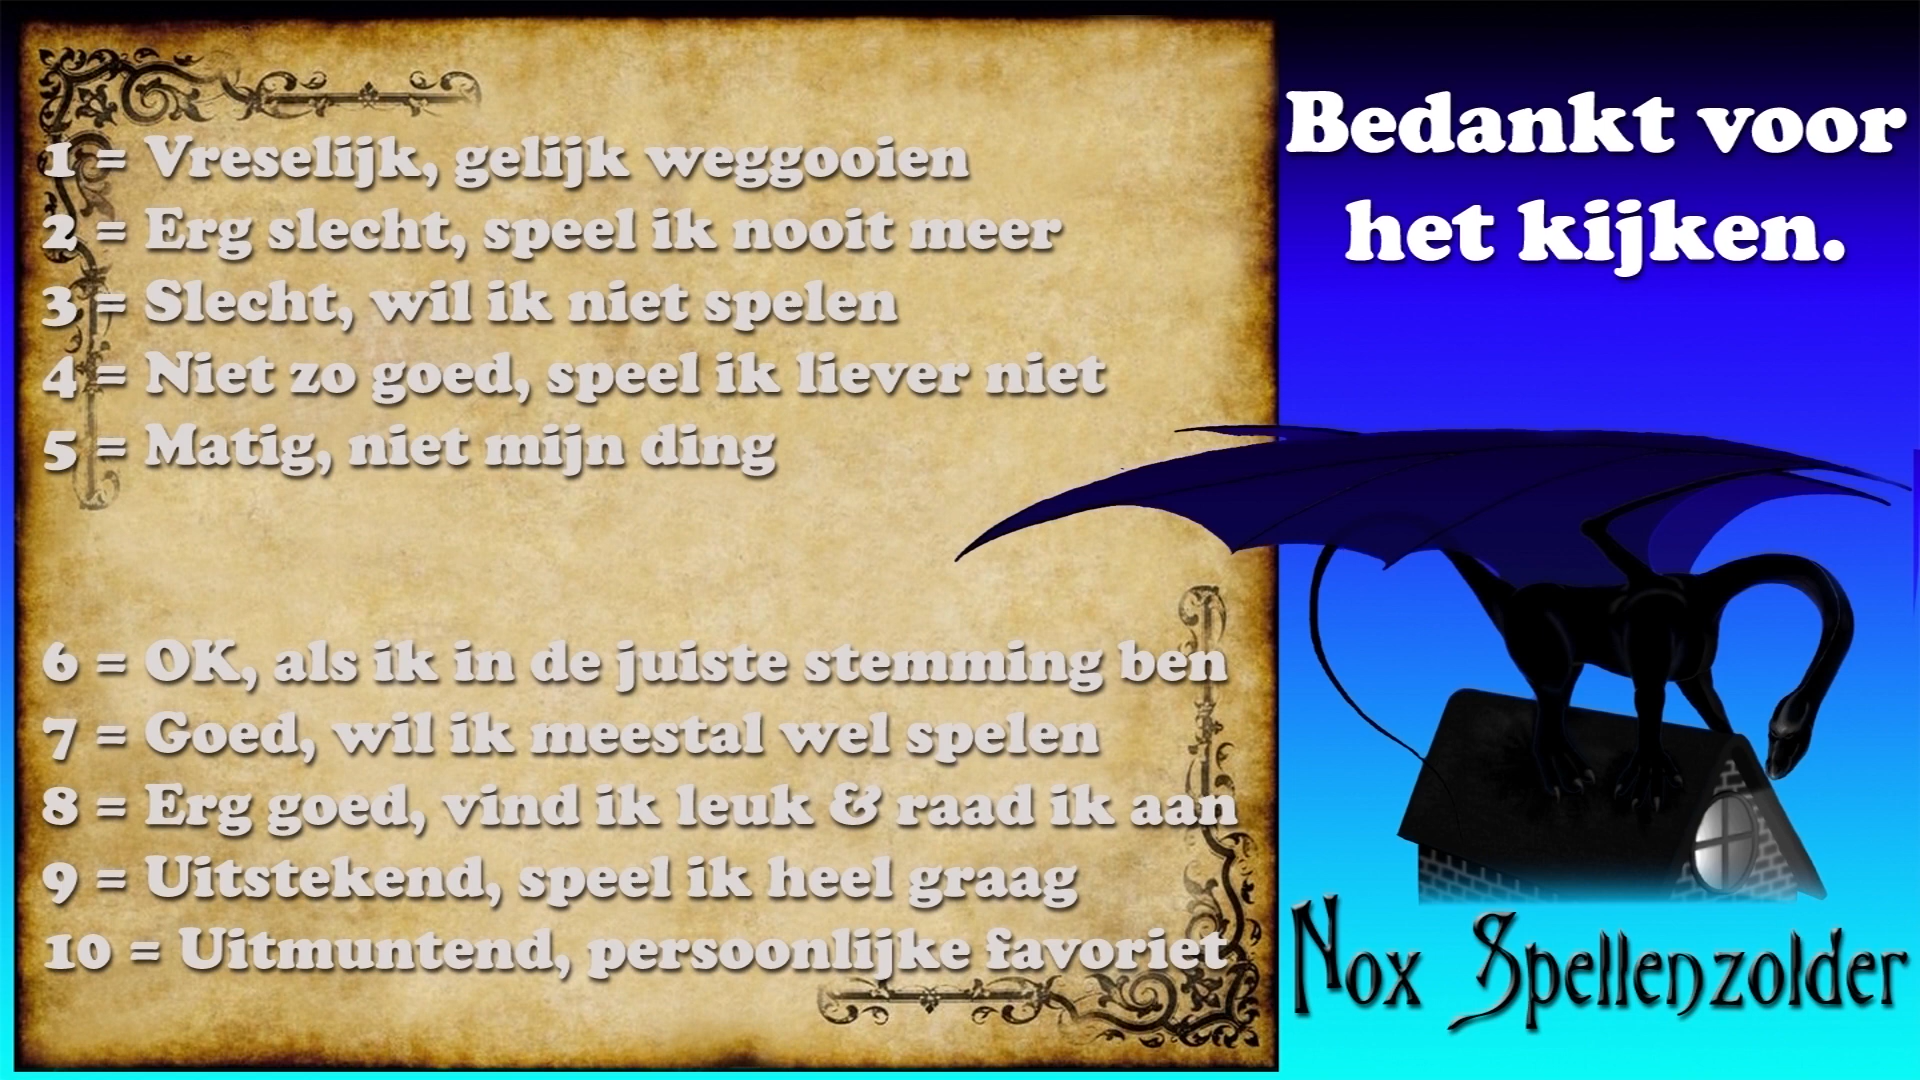 1 = Vreselijk, gelijk weggooien
2 = Erg slecht, speel ik nooit meer
3 = Slecht, wil ik niet spelen
4 = Niet zo goed, speel ik liever niet
5 = Matig, niet mijn ding
6 = OK, als ik in de juiste stemming ben
7 = Goed, wil ik meestal wel spelen
8 = Erg goed, vind ik leuk & raad ik aan
9 = Uitstekend, speel ik heel graag
10 = Uitmuntend, persoonlijke favoriet
Bedankt voor
het kijken.
Nox Spellenzolder